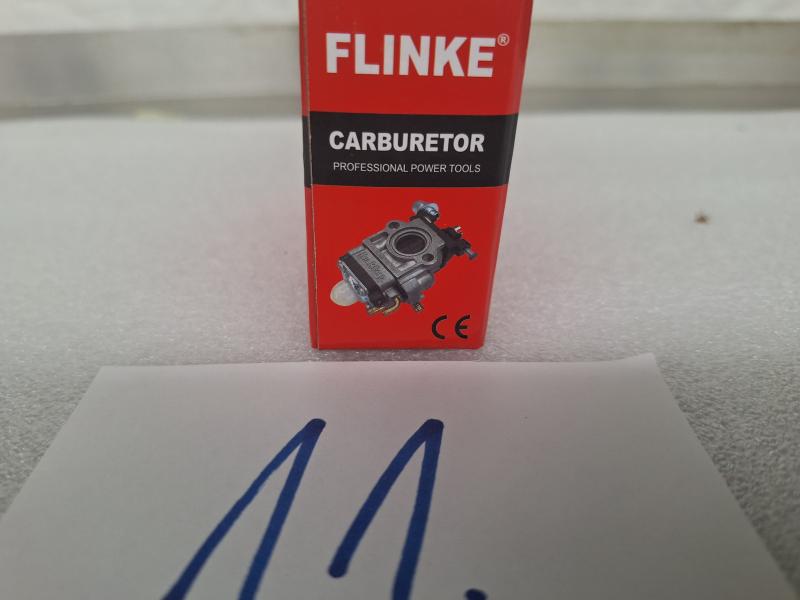 FLINKE®
CARBURETOR
PROFESSIONAL POWER TOOLS
CE
11.